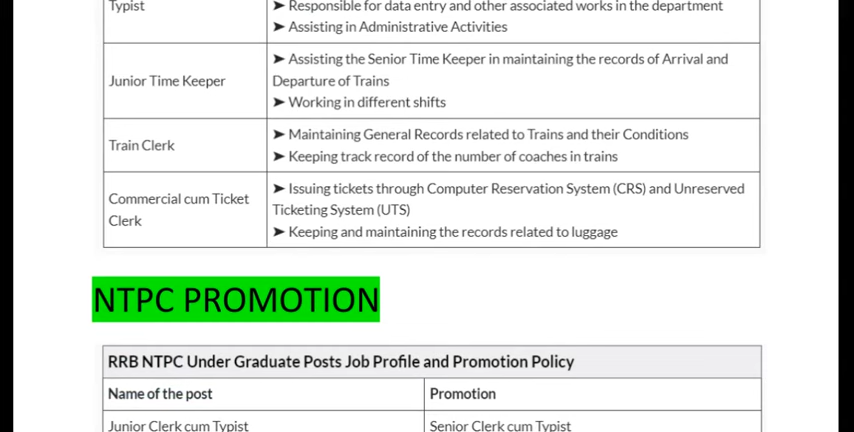 Typist
➤ Responsible for data entry and other associated works in the department
➤ Assisting in Administrative Activities
Junior Time Keeper
➤ Assisting the Senior Time Keeper in maintaining the records of Arrival and
Departure of Trains
➤ Working in different shifts
Train Clerk
➤ Maintaining General Records related to Trains and their Conditions
➤ Keeping track record of the number of coaches in trains
Commercial cum Ticket
Clerk
➤ Issuing tickets through Computer Reservation System (CRS) and Unreserved
Ticketing System (UTS)
➤ Keeping and maintaining the records related to luggage
NTPC PROMOTION
RRB NTPC Under Graduate Posts Job Profile and Promotion Policy
Name of the post
Promotion
Junior Clerk cum Typist
Senior Clerk cum Typist